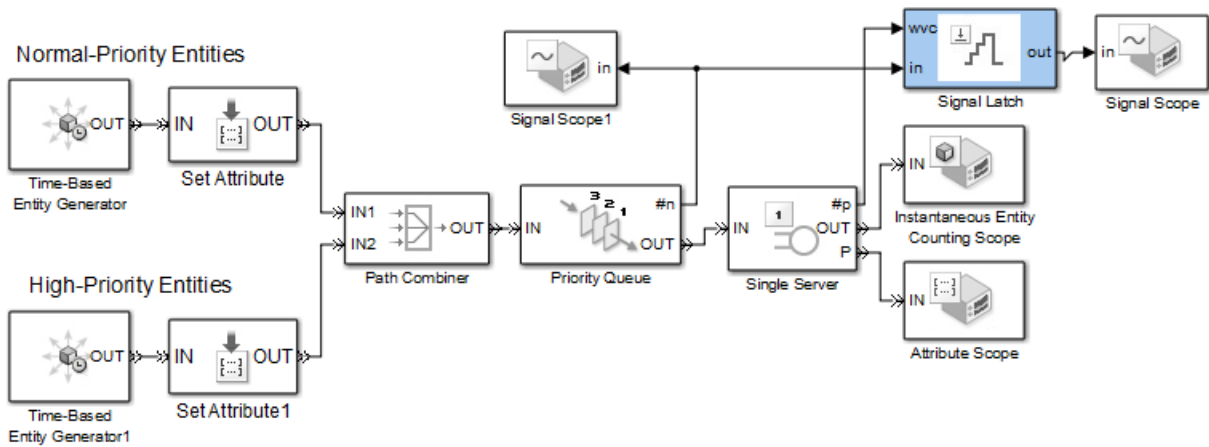 Normal-Priority Entities
OUT
Time-Based
Entity Generator
IN
OUT
[...]
Set Attribute
High-Priority Entities
OUT
Time-Based
Entity Generator1
IN
OUT
[...]
Set Attribute1
IN1
IN2
OUT
Path Combiner
IN
3 2 1
#n
OUT
Priority Queue
in
Signal Scope1
IN
1
#p
OUT
P
Single Server
wvc
in
out
Signal Latch
in
Signal Scope
IN
Instantaneous Entity
Counting Scope
IN
[...]
Attribute Scope